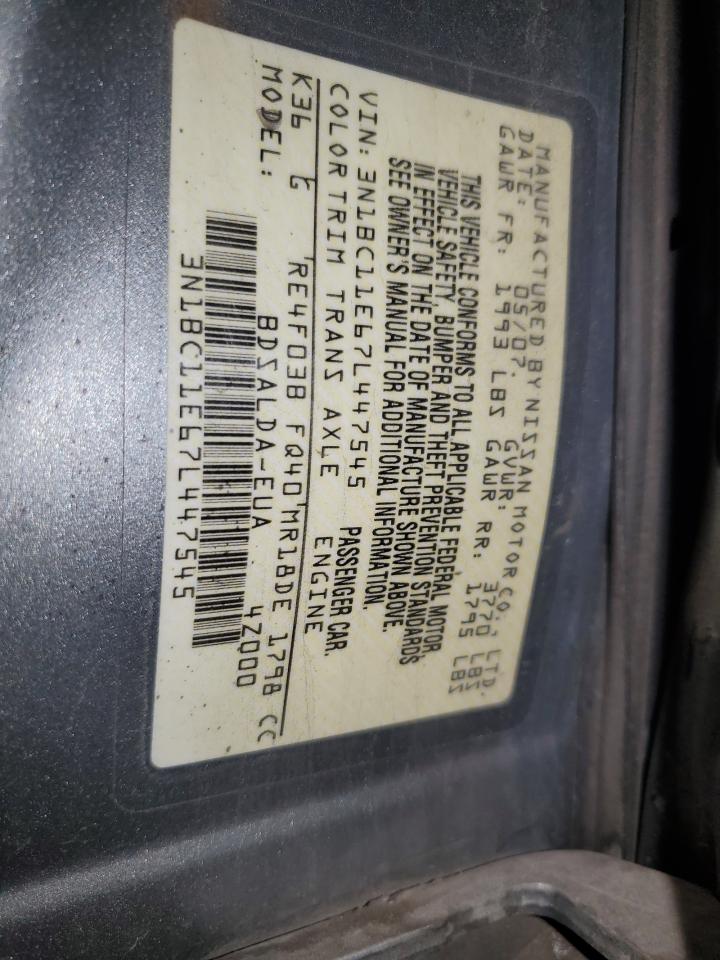 MANUFACTURED BY NISSAN MOTOR CO., LTD.
DATE: 05/07. GVWR: 3770 LBS
GAWR FR: 1993 LBS GAWR RR: 1795 LBS
THIS VEHICLE CONFORMS TO ALL APPLICABLE FEDERAL MOTOR
VEHICLE SAFETY, BUMPER AND THEFT PREVENTION STANDARDS
IN EFFECT ON THE DATE OF MANUFACTURE SHOWN ABOVE.
SEE OWNER'S MANUAL FOR ADDITIONAL INFORMATION.
VIN: 3N1BC11E67L447545 PASSENGER CAR.
COLOR TRIM TRANS AXLE ENGINE
K36 G RE4F03B FQ40 MR18DE 1798 CC
MODEL: BDSALDA-EUA 4Z000
3N1BC11E67L447545